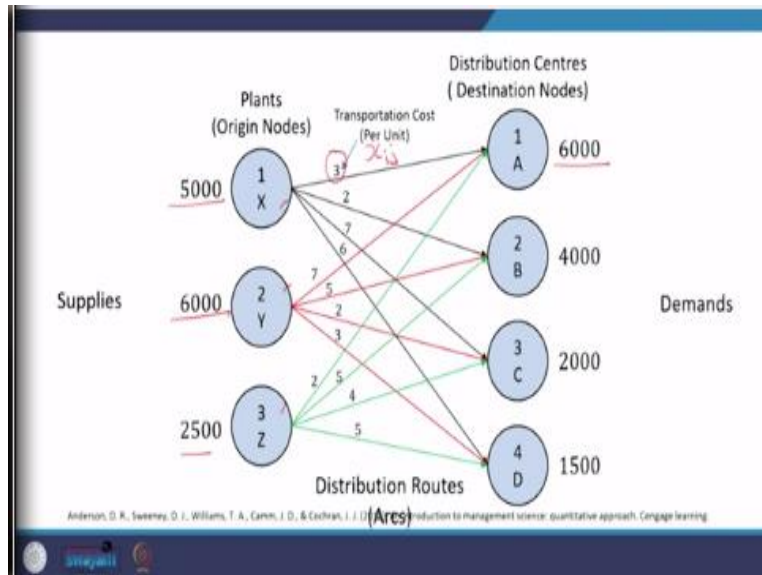 Distribution Centres
( Destination Nodes)
Plants
(Origin Nodes)
Transportation Cost
(Per Unit)
Supplies
Demands
5000
1
X
6000
2
Y
2500
3
Z
3
xij
2
7
6
7
5
2
3
2
5
4
5
1
A
6000
2
B
4000
3
C
2000
4
D
1500
Distribution Routes
(Arcs)
Anderson, D. R., Sweeney, D. J., Williams, T. A., Camm, J. D., & Cochran, J. J. introduction to management science: quantitative approach. Cengage learning.
swayam